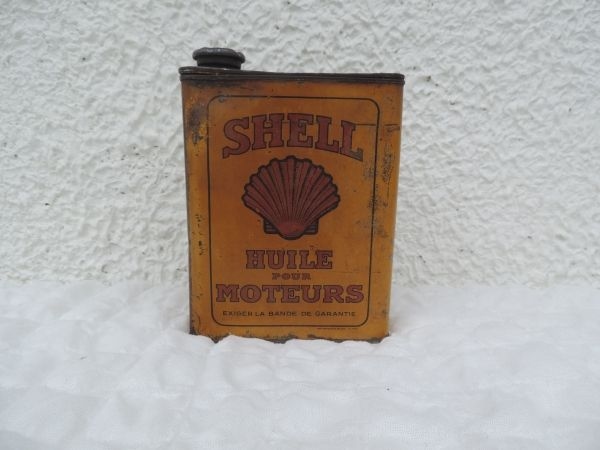 SHELL
HUILE
POUR
MOTEURS
EXIGER LA BANDE DE GARANTIE